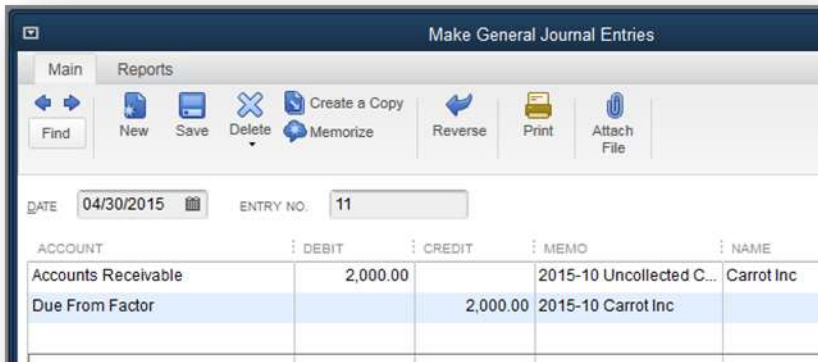 Make General Journal Entries
Main Reports
Find New Save Delete Create a Copy Memorize Reverse Print Attach File
DATE 04/30/2015 ENTRY NO. 11
ACCOUNT DEBIT CREDIT MEMO NAME
Accounts Receivable 2,000.00 2015-10 Uncollected C... Carrot Inc
Due From Factor 2,000.00 2015-10 Carrot Inc